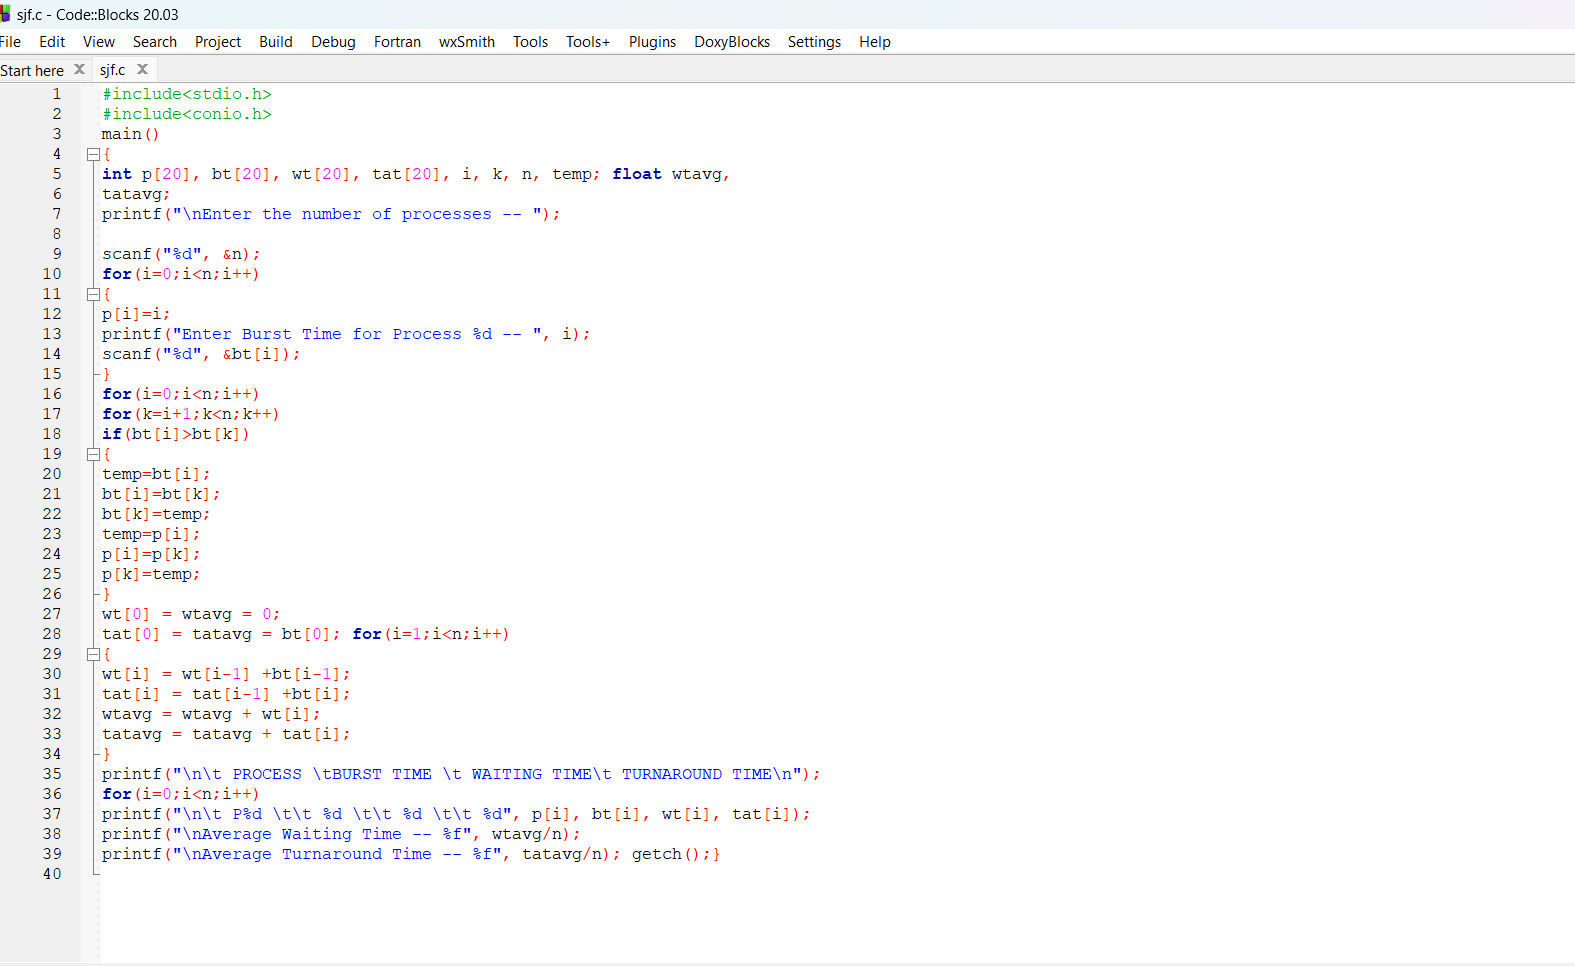 sjf.c - Code::Blocks 20.03
File Edit View Search Project Build Debug Fortran wxSmith Tools Tools+ Plugins DoxyBlocks Settings Help
Start here X sjf.c X
1 #include<stdio.h>
2 #include<conio.h>
3 main()
4 {
5 int p[20], bt[20], wt[20], tat[20], i, k, n, temp; float wtavg,
6 tatavg;
7 printf("\nEnter the number of processes -- ");
8
9 scanf("%d", &n);
10 for(i=0;i<n;i++)
11 {
12 p[i]=i;
13 printf("Enter Burst Time for Process %d -- ", i);
14 scanf("%d", &bt[i]);
15 }
16 for(i=0;i<n;i++)
17 for(k=i+1;k<n;k++)
18 if(bt[i]>bt[k])
19 {
20 temp=bt[i];
21 bt[i]=bt[k];
22 bt[k]=temp;
23 temp=p[i];
24 p[i]=p[k];
25 p[k]=temp;
26 }
27 wt[0] = wtavg = 0;
28 tat[0] = tatavg = bt[0]; for(i=1;i<n;i++)
29 {
30 wt[i] = wt[i-1] +bt[i-1];
31 tat[i] = tat[i-1] +bt[i];
32 wtavg = wtavg + wt[i];
33 tatavg = tatavg + tat[i];
34 }
35 printf("\n\t PROCESS \tBURST TIME \t WAITING TIME\t TURNAROUND TIME\n");
36 for(i=0;i<n;i++)
37 printf("\n\t P%d \t\t %d \t\t %d \t\t %d", p[i], bt[i], wt[i], tat[i]);
38 printf("\nAverage Waiting Time -- %f", wtavg/n);
39 printf("\nAverage Turnaround Time -- %f", tatavg/n); getch();}
40